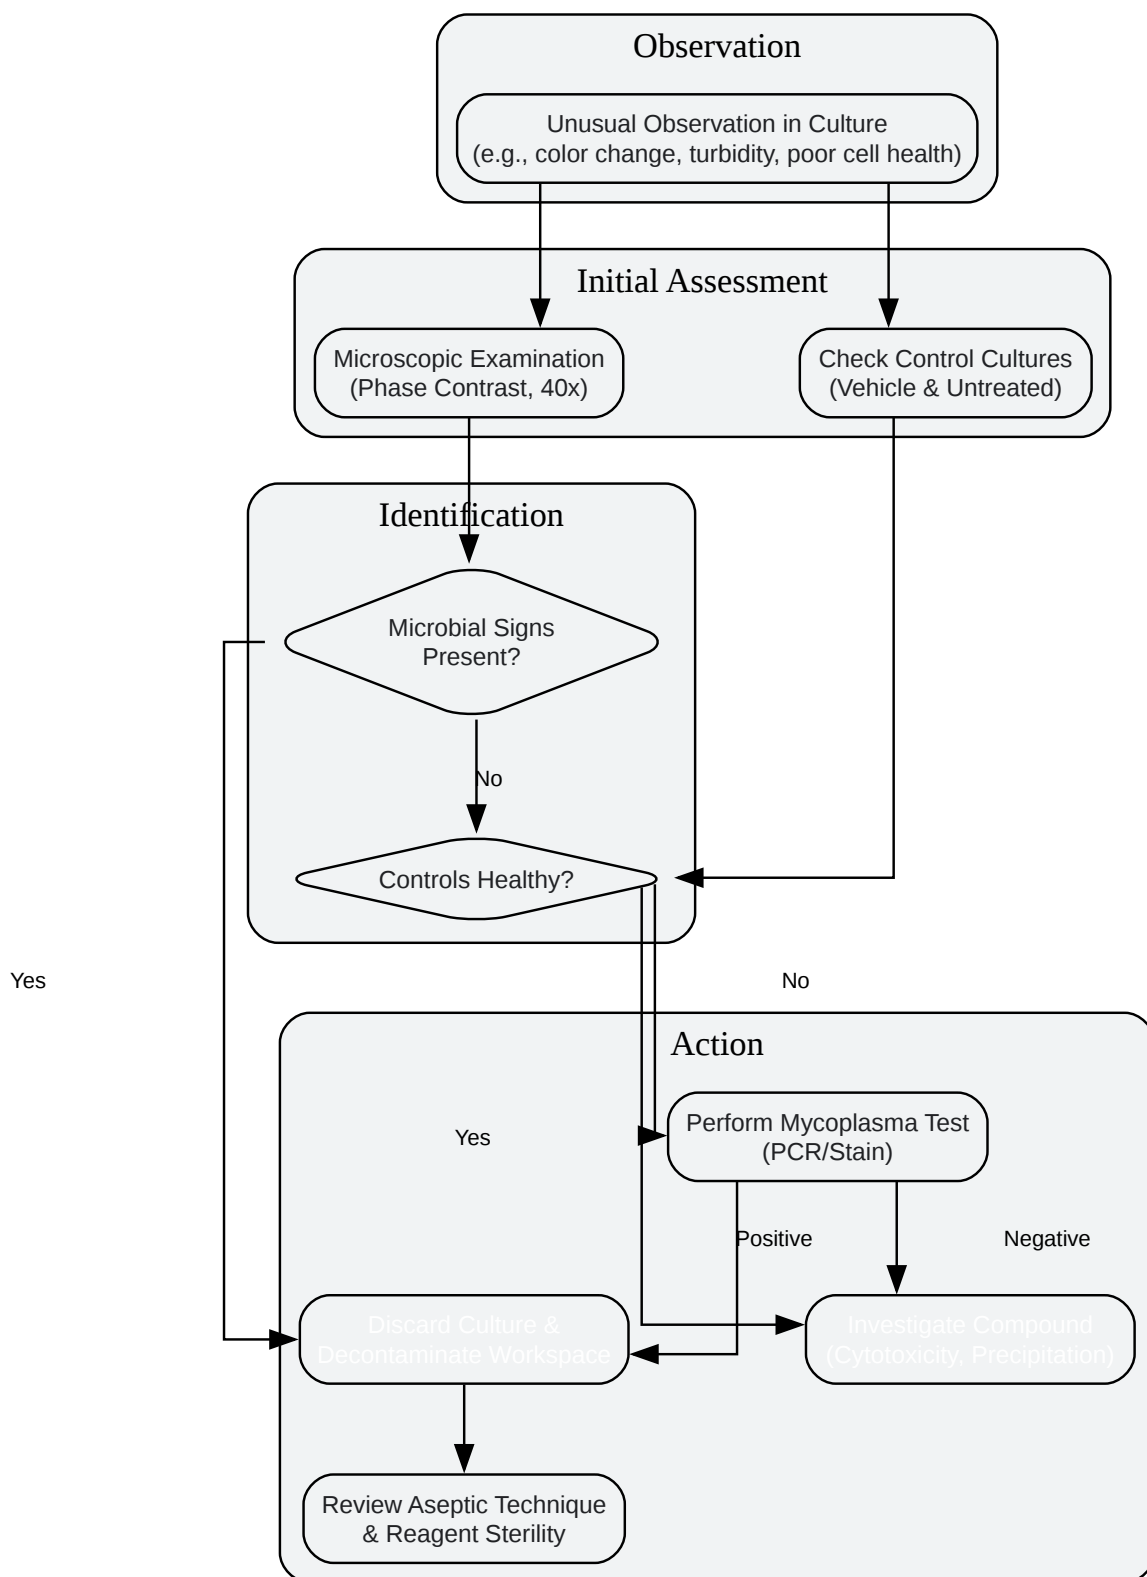 Observation
Unusual Observation in Culture
(e.g., color change, turbidity, poor cell health)
Initial Assessment
Microscopic Examination
(Phase Contrast, 40x)
Check Control Cultures
(Vehicle & Untreated)
Identification
Microbial Signs
Present?
No
Controls Healthy?
Yes
No
Action
Perform Mycoplasma Test
(PCR/Stain)
Yes
Positive
Negative
Discard Culture &
Decontaminate Workspace
Investigate Compound
(Cytotoxicity, Precipitation)
Review Aseptic Technique
& Reagent Sterility